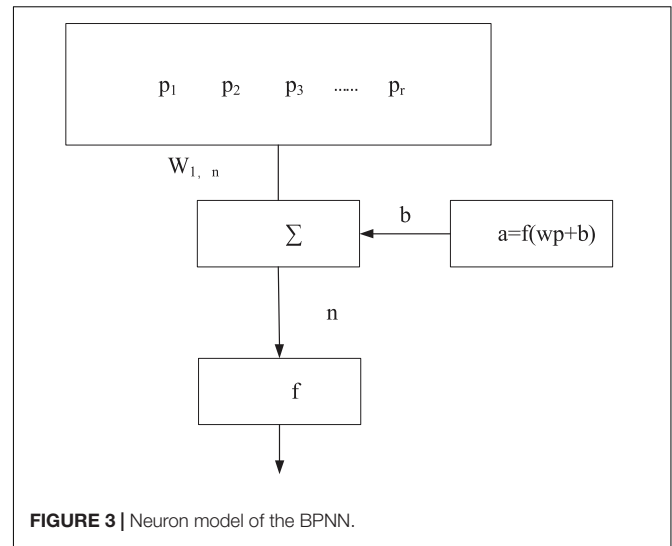 p₁ p₂ p₃ ...... pᵣ
W₁, ₙ
b
∑
a=f(wp+b)
n
f
FIGURE 3 | Neuron model of the BPNN.